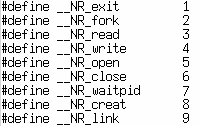 #define __NR_exit 1
#define __NR_fork 2
#define __NR_read 3
#define __NR_write 4
#define __NR_open 5
#define __NR_close 6
#define __NR_waitpid 7
#define __NR_creat 8
#define __NR_link 9